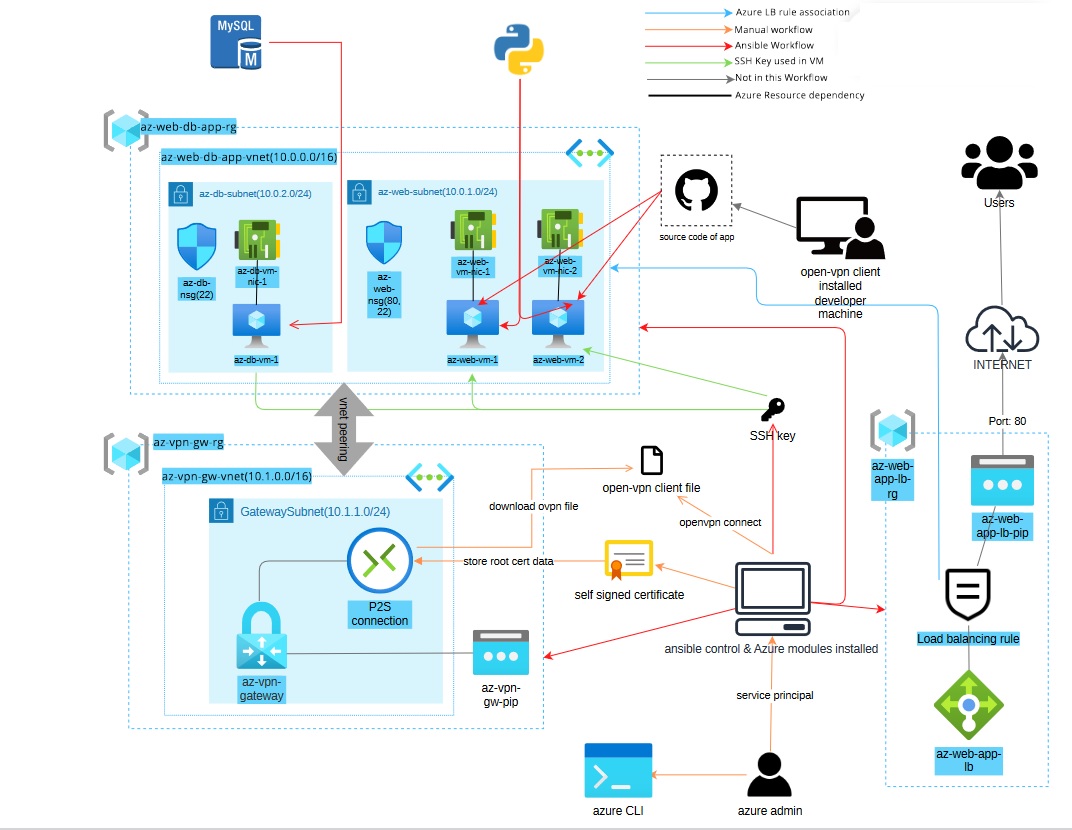 MySQL
M
Azure LB rule association
Manual workflow
Ansible Workflow
SSH Key used in VM
Not in this Workflow
Azure Resource dependency
az-web-db-app-rg
az-web-db-app-vnet(10.0.0.0/16)
az-db-subnet(10.0.2.0/24)
az-web-subnet(10.0.1.0/24)
az-db-
nsg(22)
az-db-vm-
nic-1
az-db-vm-1
az-
web-
nsg(80,
22)
az-web-
vm-nic-1
az-web-
vm-nic-2
az-web-vm-1
az-web-vm-2
source code of app
open-vpn client
installed
developer
machine
Users
INTERNET
Port: 80
vnet peering
SSH key
az-vpn-gw-rg
az-vpn-gw-vnet(10.1.0.0/16)
GatewaySubnet(10.1.1.0/24)
P2S
connection
az-vpn-
gateway
az-vpn-
gw-pip
open-vpn client file
download ovpn file
openvpn connect
store root cert data
self signed certificate
ansible control & Azure modules installed
service principal
azure CLI
azure admin
az-web-
app-lb-
rg
az-web-
app-lb-pip
Load balancing rule
az-web-app-
lb